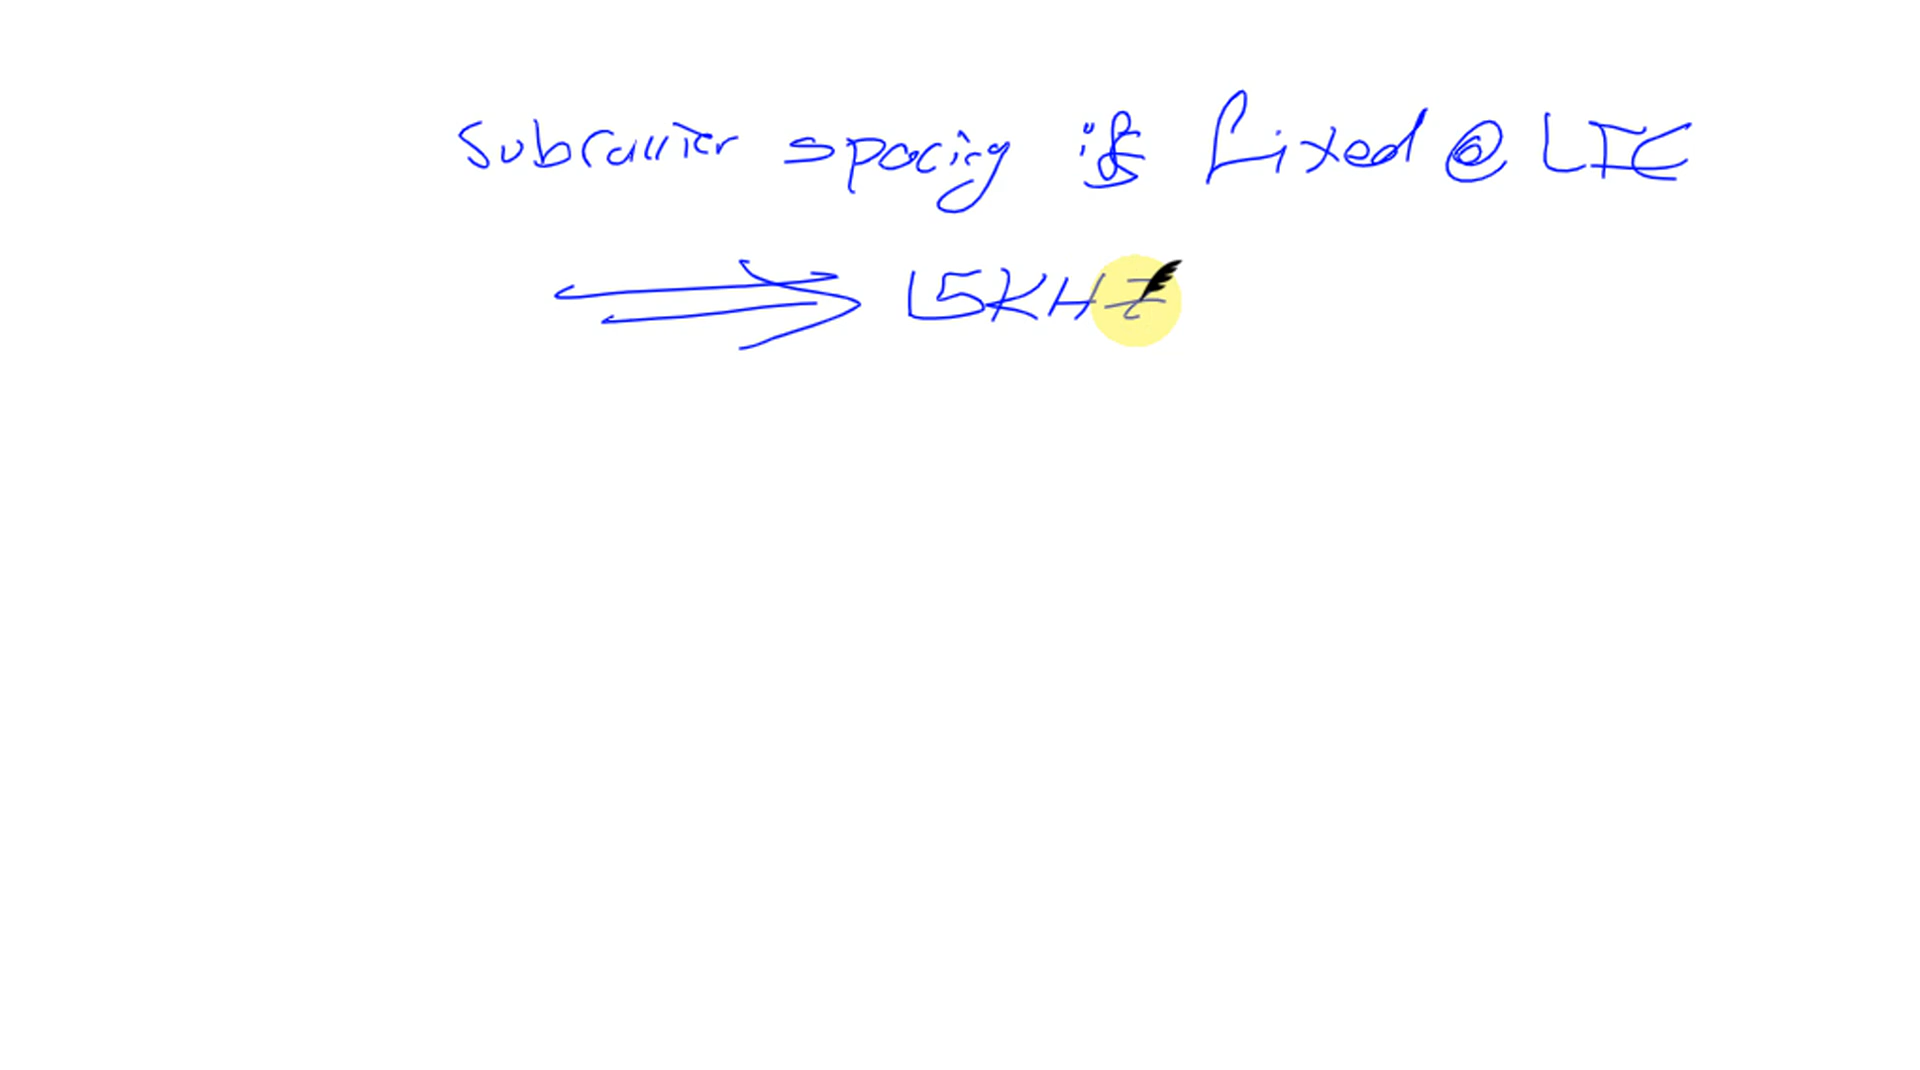 Subcarrier spacing is fixed @ LTE
⇒ 15KHZ